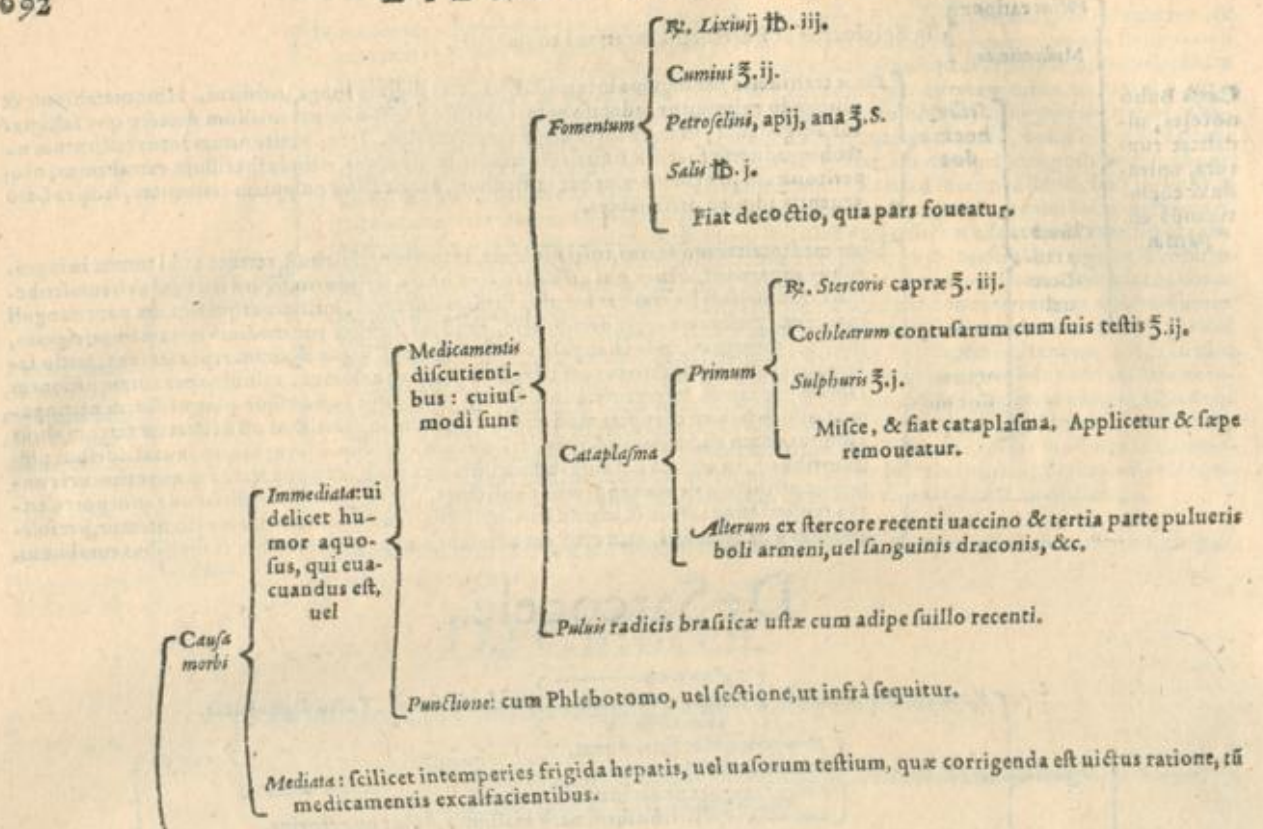 692
℞. Lixiuij ℔. iij.
Cumini ℥. ij.
Petroſelini, apij, ana ℥. S.
Salis ℔. j.
Fiat decoctio, qua pars foueatur.
Fomentum
℞. Stercoris capræ ℥. iij.
Cochlearum contuſarum cum ſuis teſtis ℥. ij.
Sulphuris ℥. j.
Miſce, & fiat cataplaſma. Applicetur & ſæpe
remoueatur.
Primum
Cataplaſma
Alterum ex ſtercore recenti uaccino & tertia parte pulueris
boli armeni, uel ſanguinis draconis, &c.
Medicamentis
diſcutienti-
bus: cuiuſ-
modi ſunt
Puluis radicis braſsicæ uſtæ cum adipe ſuillo recenti.
Immediata: ui
delicet hu-
mor aquo-
ſus, qui eua-
cuandus eſt,
uel
Punctione: cum Phlebotomo, uel ſectione, ut infrà ſequitur.
Cauſa
morbi
Mediata: ſcilicet intemperies frigida hepatis, uel uaſorum teſtium, quæ corrigenda eſt uictus ratione, tũ
medicamentis excalfacientibus.